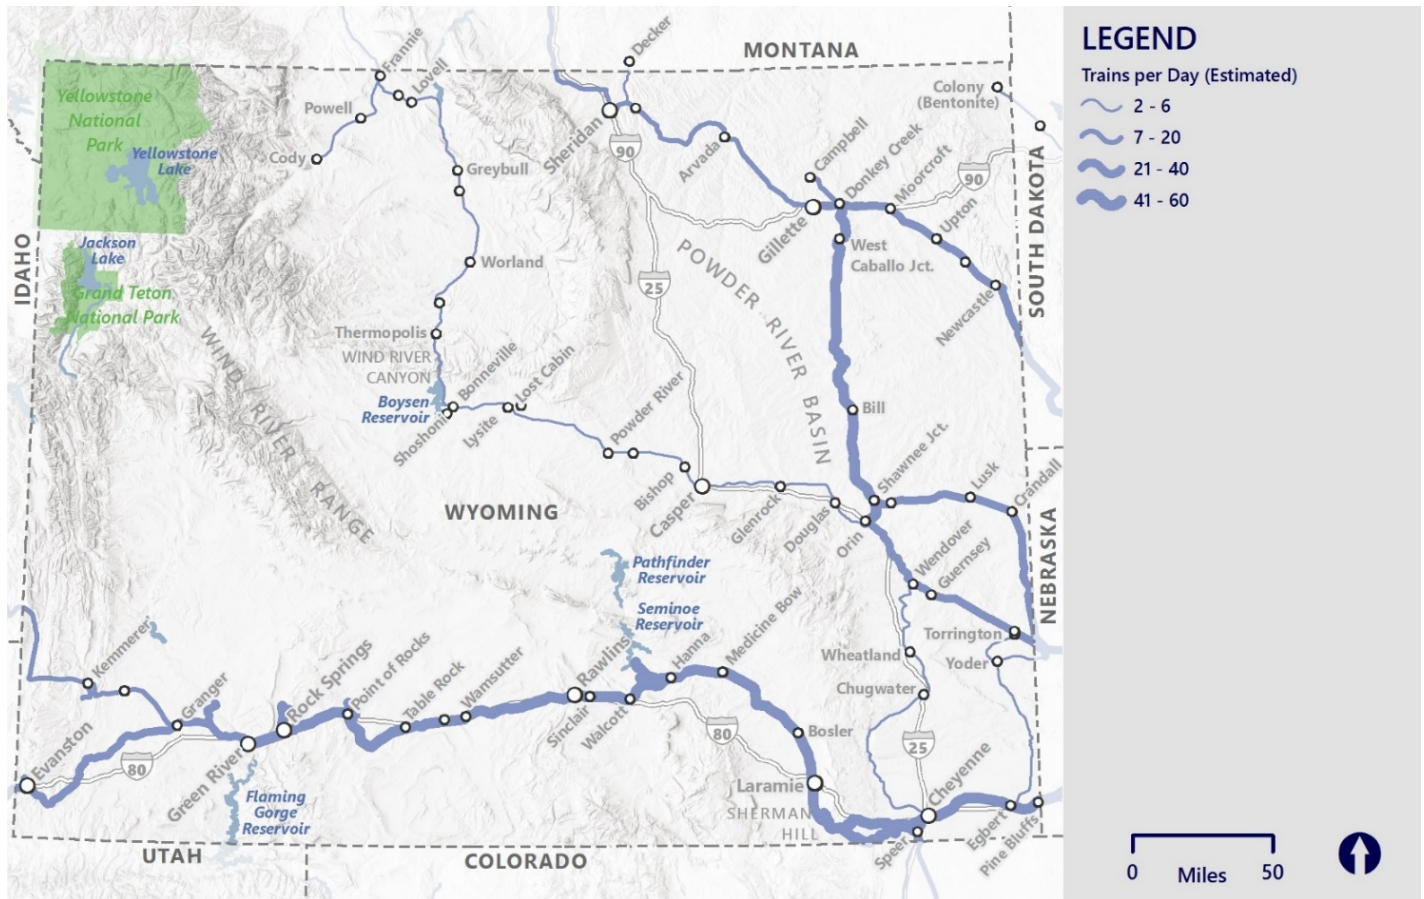 MONTANA
LEGEND
Trains per Day (Estimated)
2 - 6
7 - 20
21 - 40
41 - 60
Frannie
Lovell
Decker
Yellowstone
National
Park
Powell
Colony
(Bentonite)
Sheridan
90
Cody
Yellowstone
Lake
Greybull
Arvada
Campbell
Donkey Creek
Moorcroft
90
SOUTH DAKOTA
IDAHO
Jackson
Lake
Worland
Gillette
West
Caballo Jct.
Upton
Grand Teton
National Park
25
POWDER RIVER BASIN
Newcastle
Thermopolis
WIND RIVER
CANYON
WIND RIVER RANGE
Boysen
Reservoir
Bonneville
Lost Cabin
Shoshoni
Lysite
Powder River
Bill
Shawnee Jct.
Lusk
Crandall
Bishop
Casper
Glenrock
Douglas
Orin
WYOMING
Wendover
Guernsey
NEBRASKA
Pathfinder
Reservoir
Seminoe
Reservoir
Torrington
Yoder
Wheatland
Chugwater
Kemmerer
Granger
Rock Springs
Point of Rocks
Table Rock
Wamsutter
Rawlins
Hanna
Medicine Bow
Sinclair
Walcott
80
Bosler
25
Evanston
80
Green River
Laramie
Cheyenne
Flaming
Gorge
Reservoir
SHERMAN
HILL
Speer
Egbert
Pine Bluffs
UTAH
COLORADO
0 Miles 50